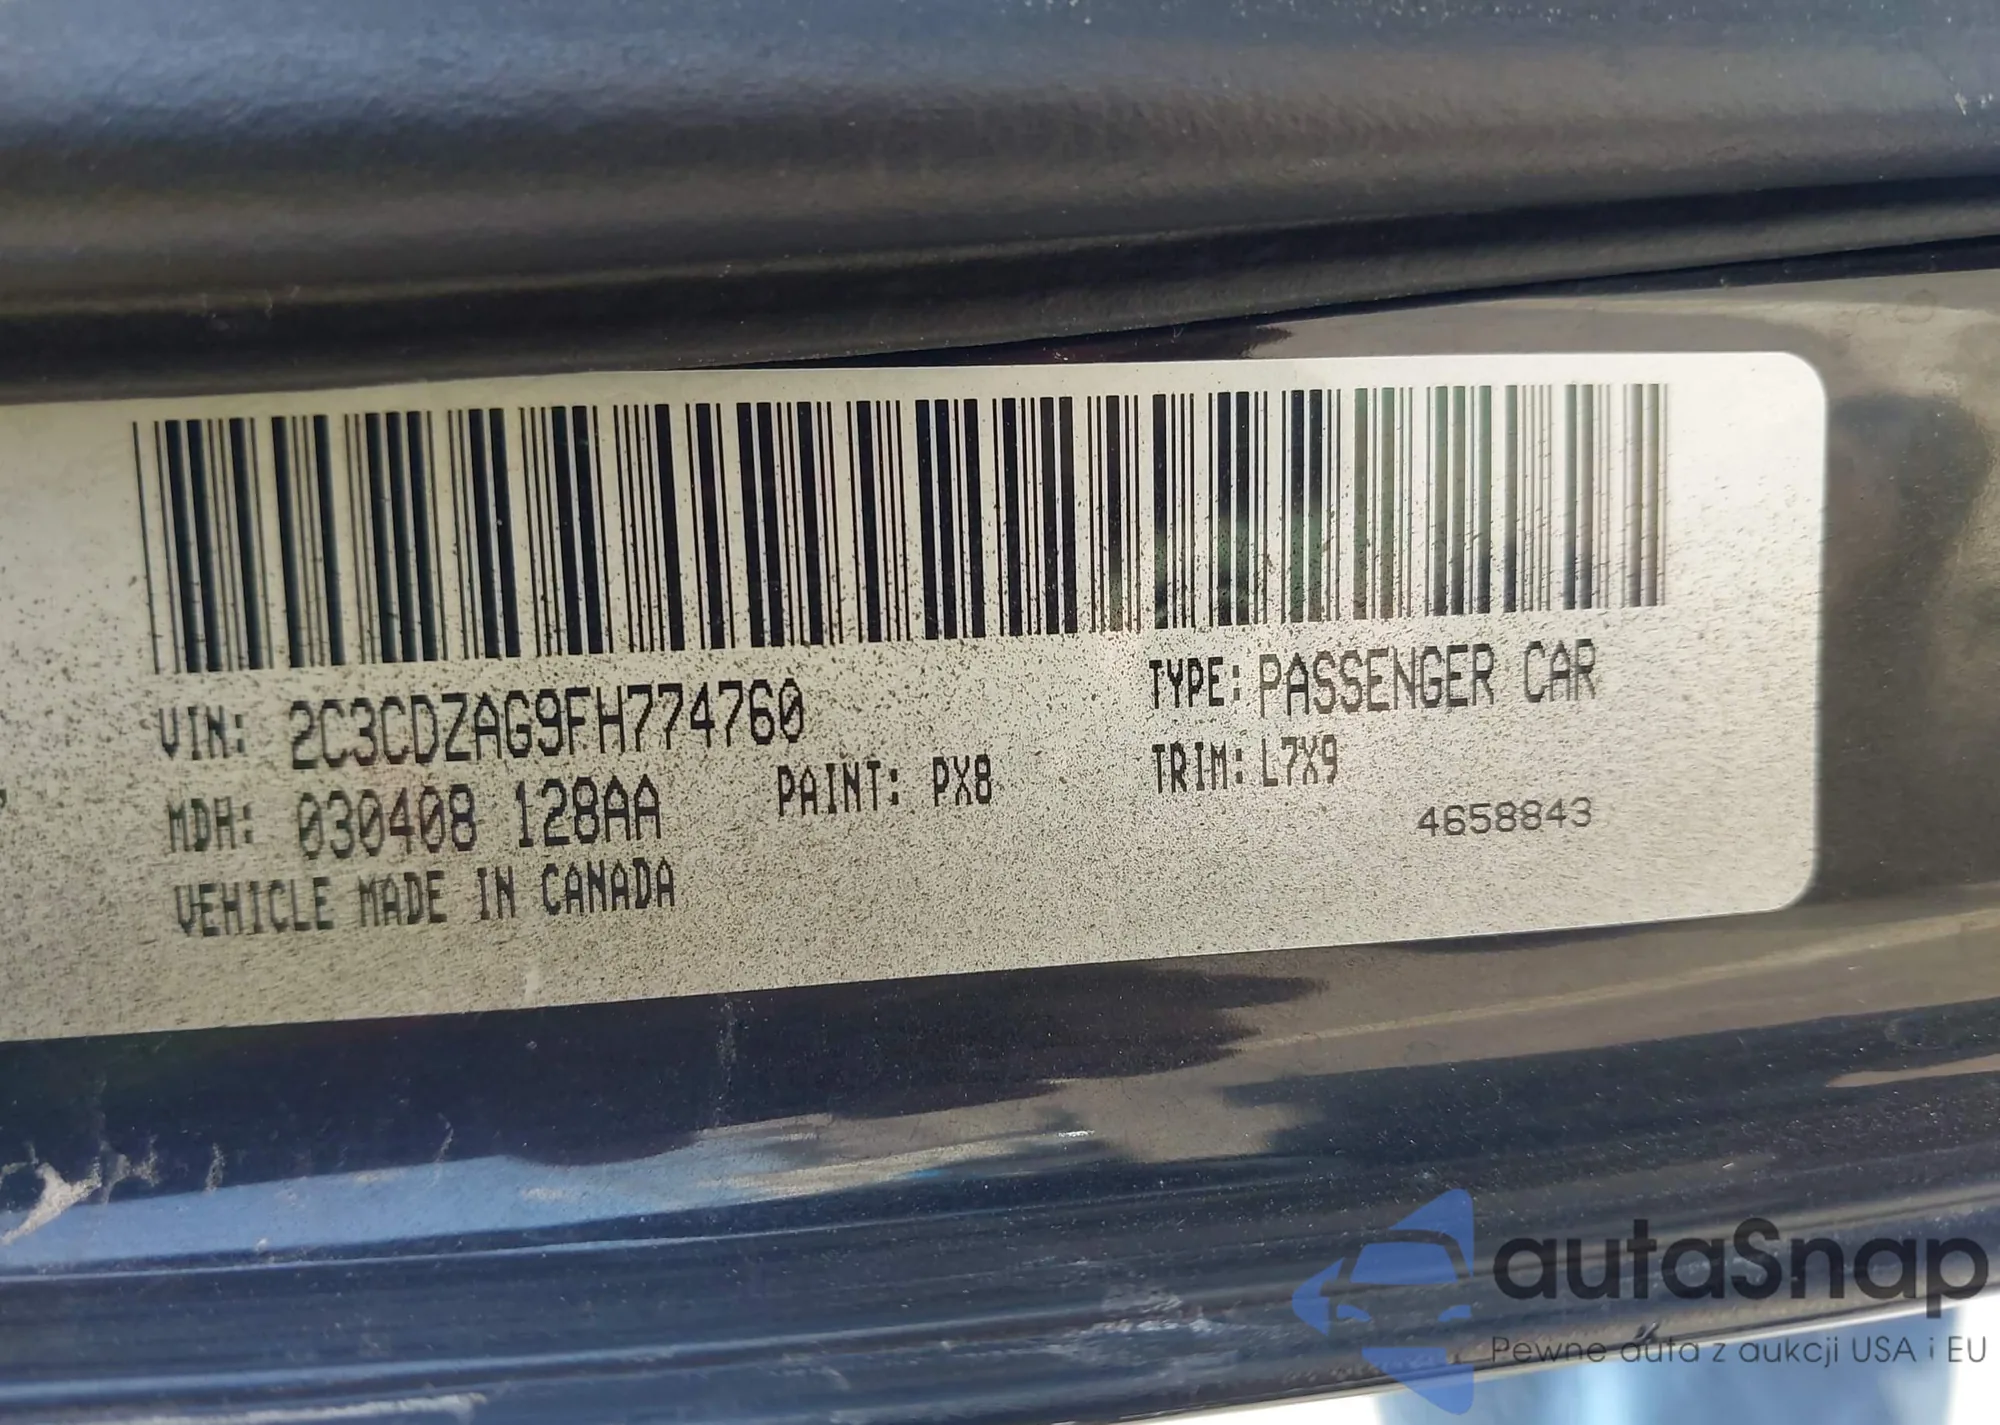 VIN: 2C3CDZAG9FH774760
TYPE: PASSENGER CAR
MDH: 030408 128AA
PAINT: PX8
TRIM: L7X9
4658843
VEHICLE MADE IN CANADA
autaSnap
Pewne auta z aukcji USA i EU